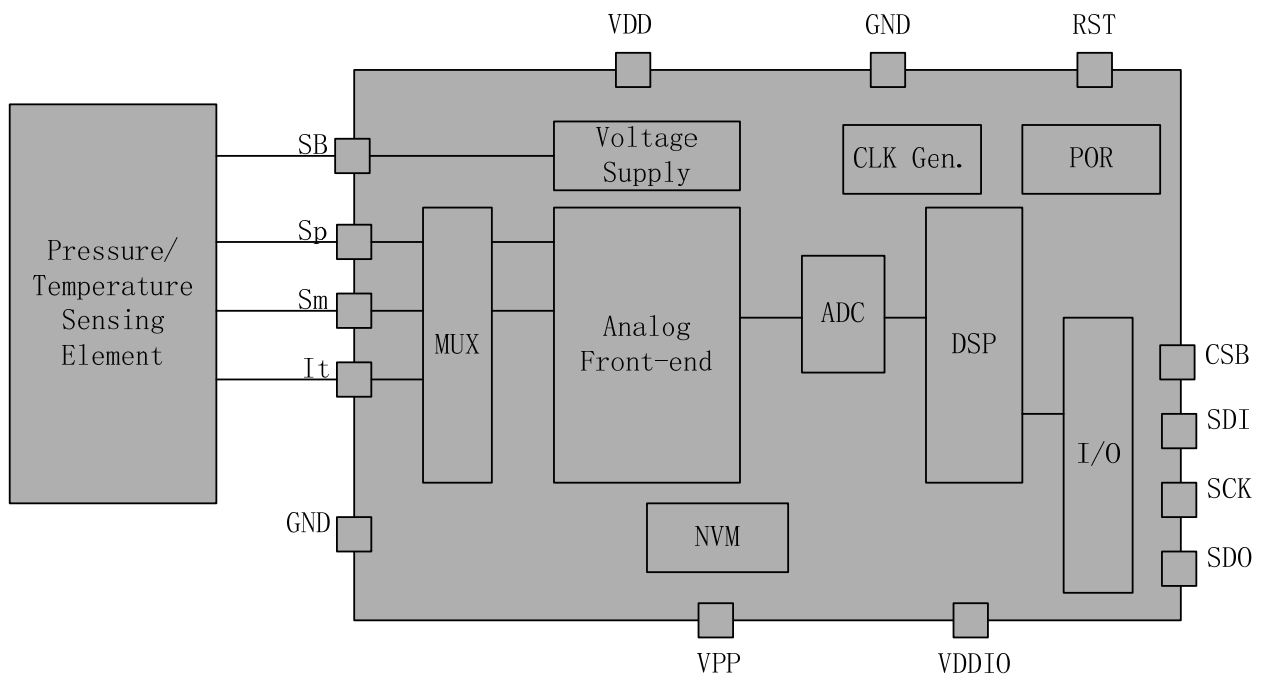 VDD
GND
RST
SB
Voltage
Supply
CLK Gen.
POR
Sp
Pressure/
Temperature
Sensing
Element
Sm
It
MUX
Analog
Front-end
ADC
DSP
I/O
CSB
SDI
SCK
SDO
GND
NVM
VPP
VDDIO